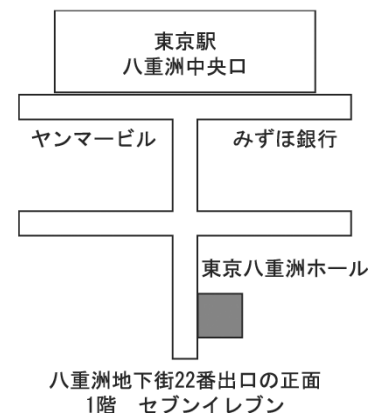 東京駅
八重洲中央口
ヤンマービル
みずほ銀行
東京八重洲ホール
八重洲地下街22番出口の正面
1階　セブンイレブン